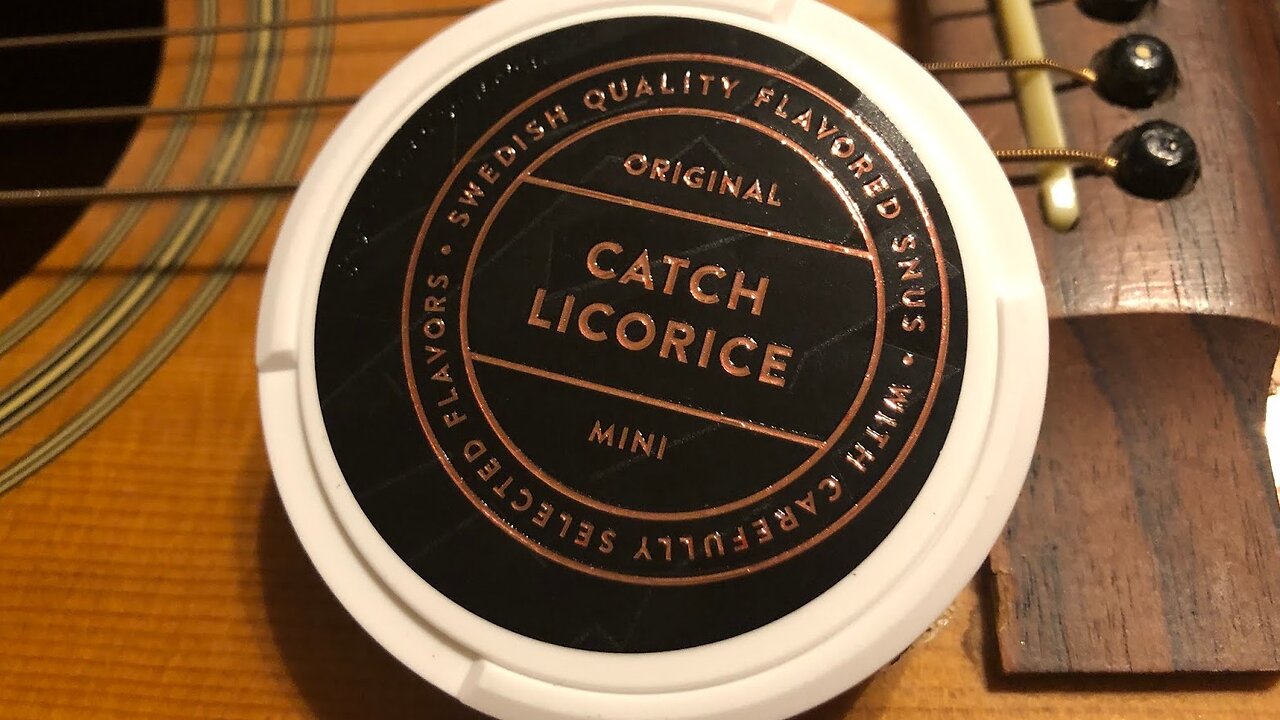 SWEDISH QUALITY FLAVORED SNUS • WITH CAREFULLY SELECTED FLAVORS •
ORIGINAL
CATCH
LICORICE
MINI